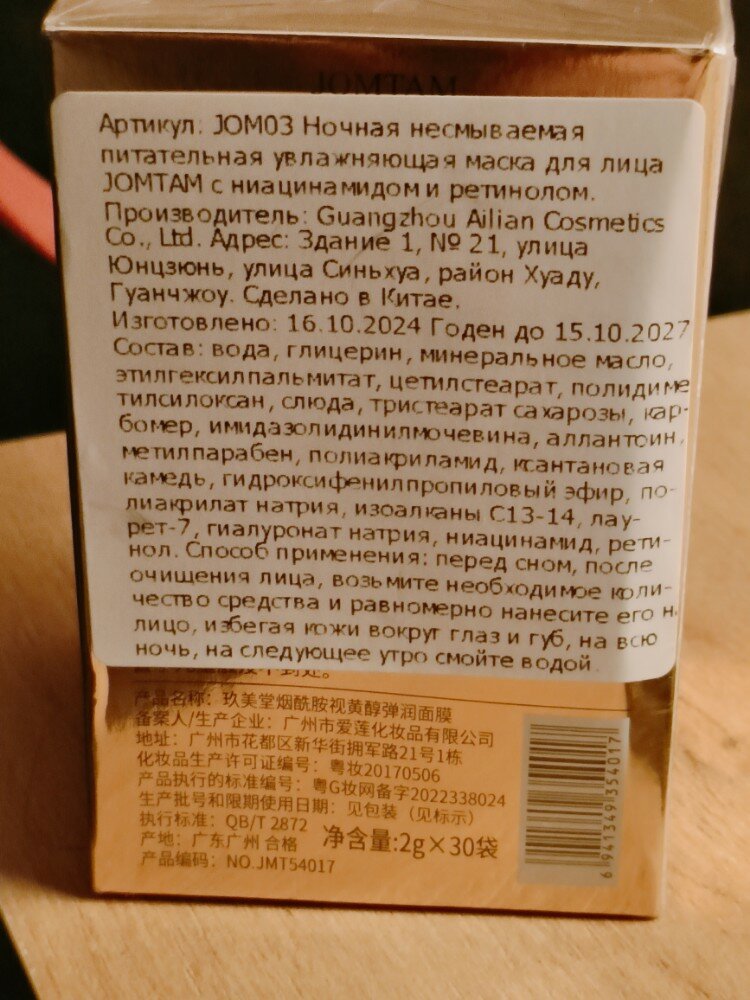 JOMTAM
Артикул. JOM03 Ночная несмываемая
питательная увлажняющая маска для лица
JOMTAM с ниацинамидом и ретинолом.
Производитель: Guangzhou Ailian Cosmetics
Co., Ltd. Адрес: Здание 1, № 21, улица
Юнцзюнь, улица Синьхуа, район Хуаду,
Гуанчжоу. Сделано в Китае.
Изготовлено: 16.10.2024 Годен до 15.10.2027
Состав: вода, глицерин, минеральное масло,
этилгексилпальмитат, цетилстеарат, полидиме
тилсилоксан, слюда, тристеарат сахарозы, кар-
бомер, имидазолидинилмочевина, аллантоин,
метилпарабен, полиакриламид, ксантановая
камедь, гидроксифенилпропиловый эфир, по-
лиакрилат натрия, изоалканы C13-14, лау-
рет-7, гиалуронат натрия, ниацинамид, рети-
нол. Способ применения: перед сном, после
очищения лица, возьмите необходимое коли-
чество средства и равномерно нанесите его н
лицо, избегая кожи вокруг глаз и губ, на всю
ночь, на следующее утро смойте водой.
产品名称：玖美堂烟酰胺视黄醇弹润面膜
备案人/生产企业：广州市爱莲化妆品有限公司
地址：广州市花都区新华街拥军路21号1栋
化妆品生产许可证编号：粤妆20170506
产品执行的标准编号：粤G妆网备字2022338024
生产批号和限期使用日期：见包装（见标示）
执行标准：QB/T 2872
净含量:2g×30袋
产地：广东广州 合格
产品编码：NO.JMT54017
6 941349 354017